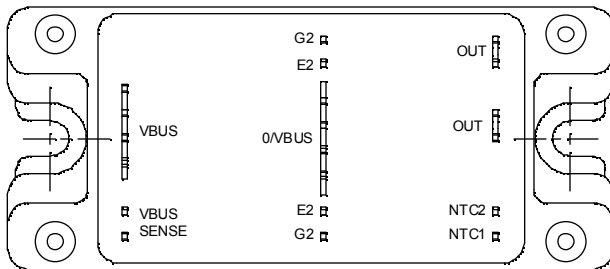 G2
E2
OUT
VBUS
0/VBUS
OUT
VBUS
SENSE
E2
G2
NTC2
NTC1